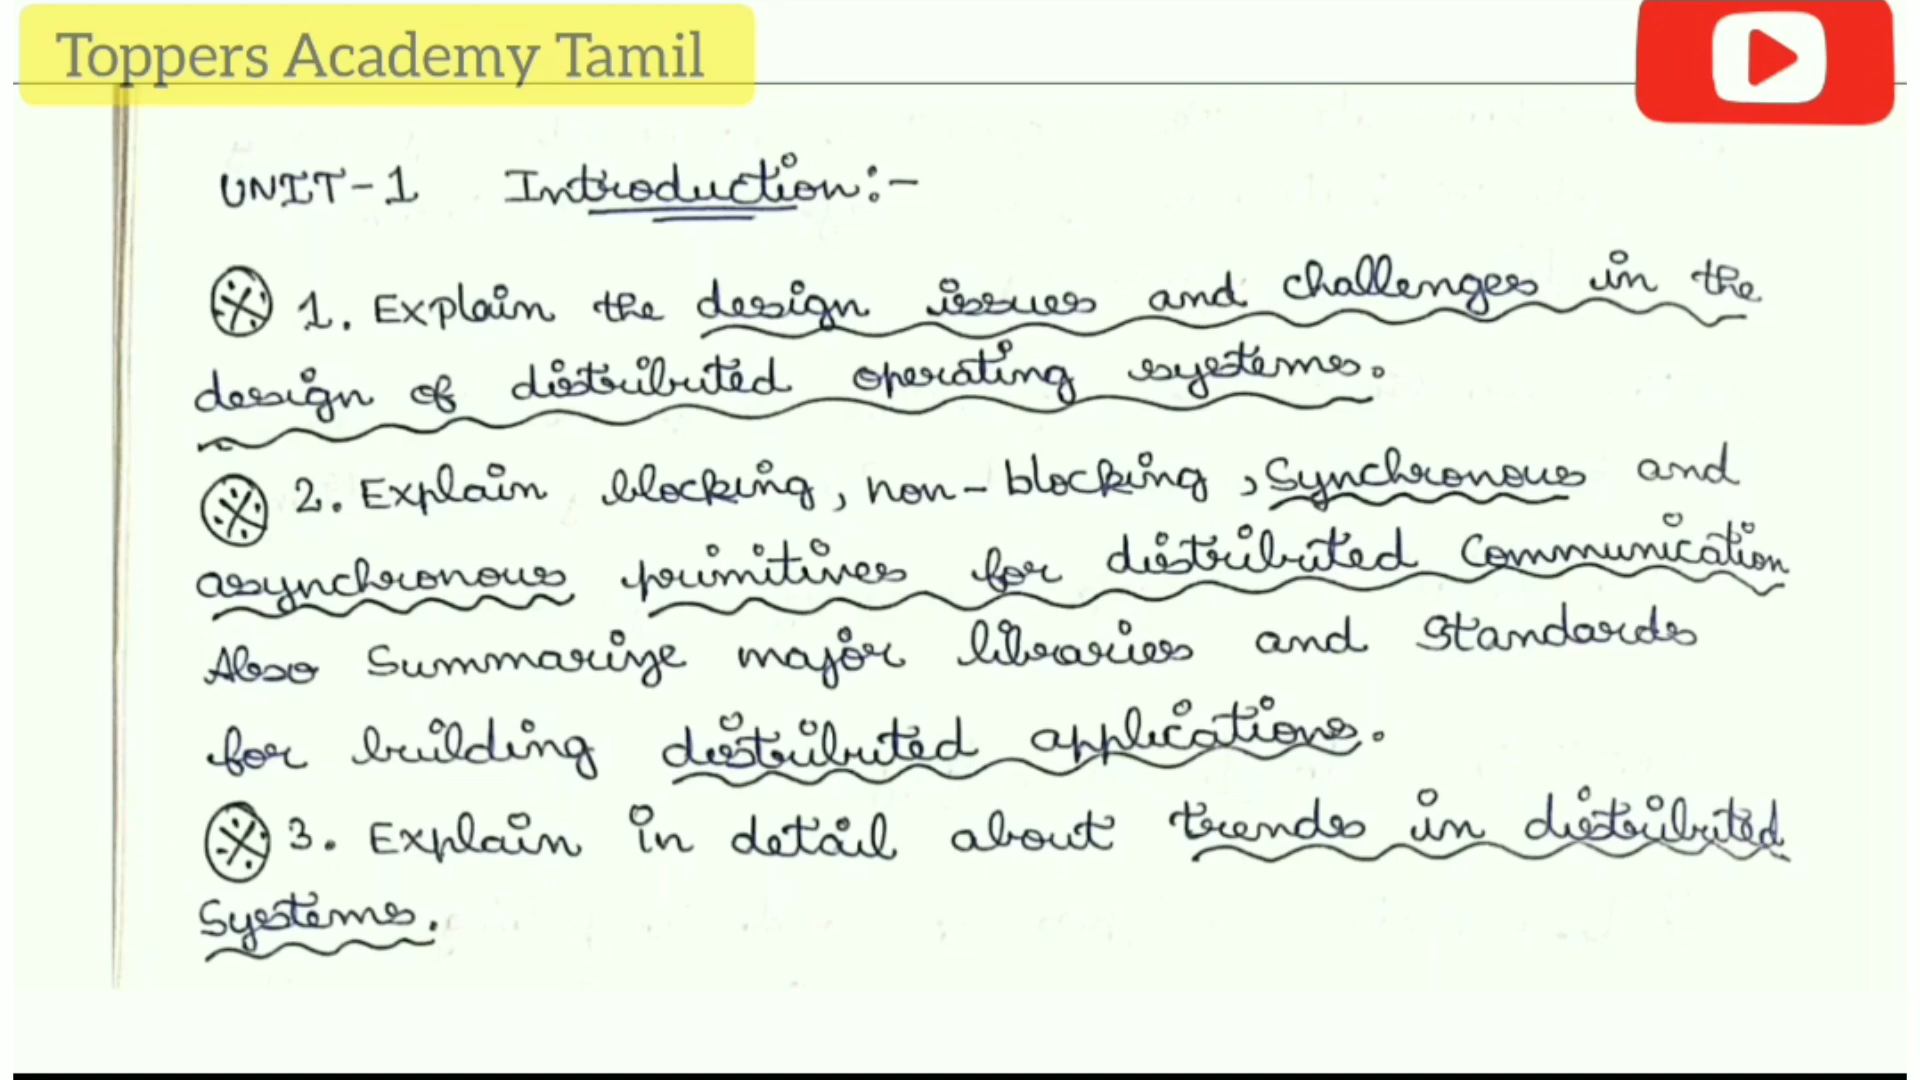 Toppers Academy Tamil
UNIT-1 Introduction:-
1. Explain the design issues and challenges in the
design of distributed operating systems.
2. Explain blocking, non-blocking, Synchronous and
asynchronous primitives for distributed Communication
Also Summarize major libraries and Standards
for building distributed applications.
3. Explain in detail about trends in distributed
Systems.